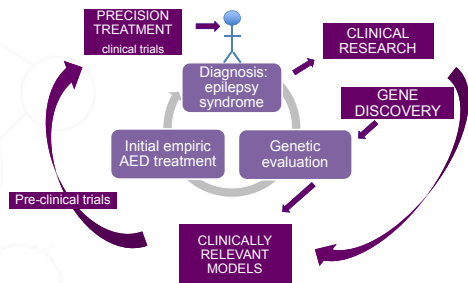 PRECISION
TREATMENT
clinical trials
CLINICAL
RESEARCH
Diagnosis:
epilepsy
syndrome
GENE
DISCOVERY
Initial empiric
AED treatment
Genetic
evaluation
Pre-clinical trials
CLINICALLY
RELEVANT
MODELS